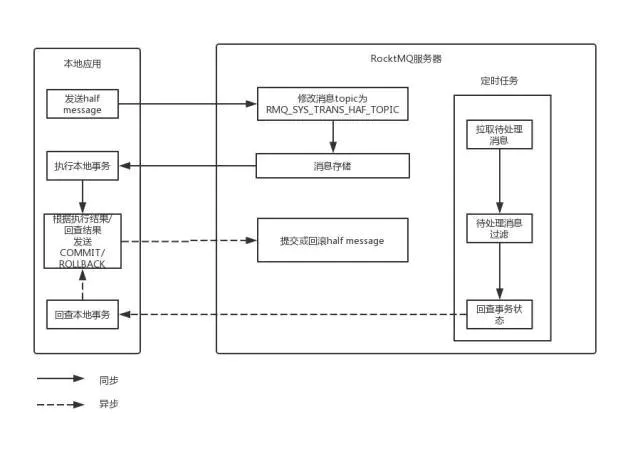 本地应用
发送half
message
执行本地事务
根据执行结果/
回查结果
发送
COMMIT/
ROLLBACK
回查本地事务
RocktMQ服务器
修改消息topic为
RMQ_SYS_TRANS_HAF_TOPIC
消息存储
提交或回滚half message
定时任务
拉取待处理
消息
待处理消息
过滤
回查事务状
态
同步
异步